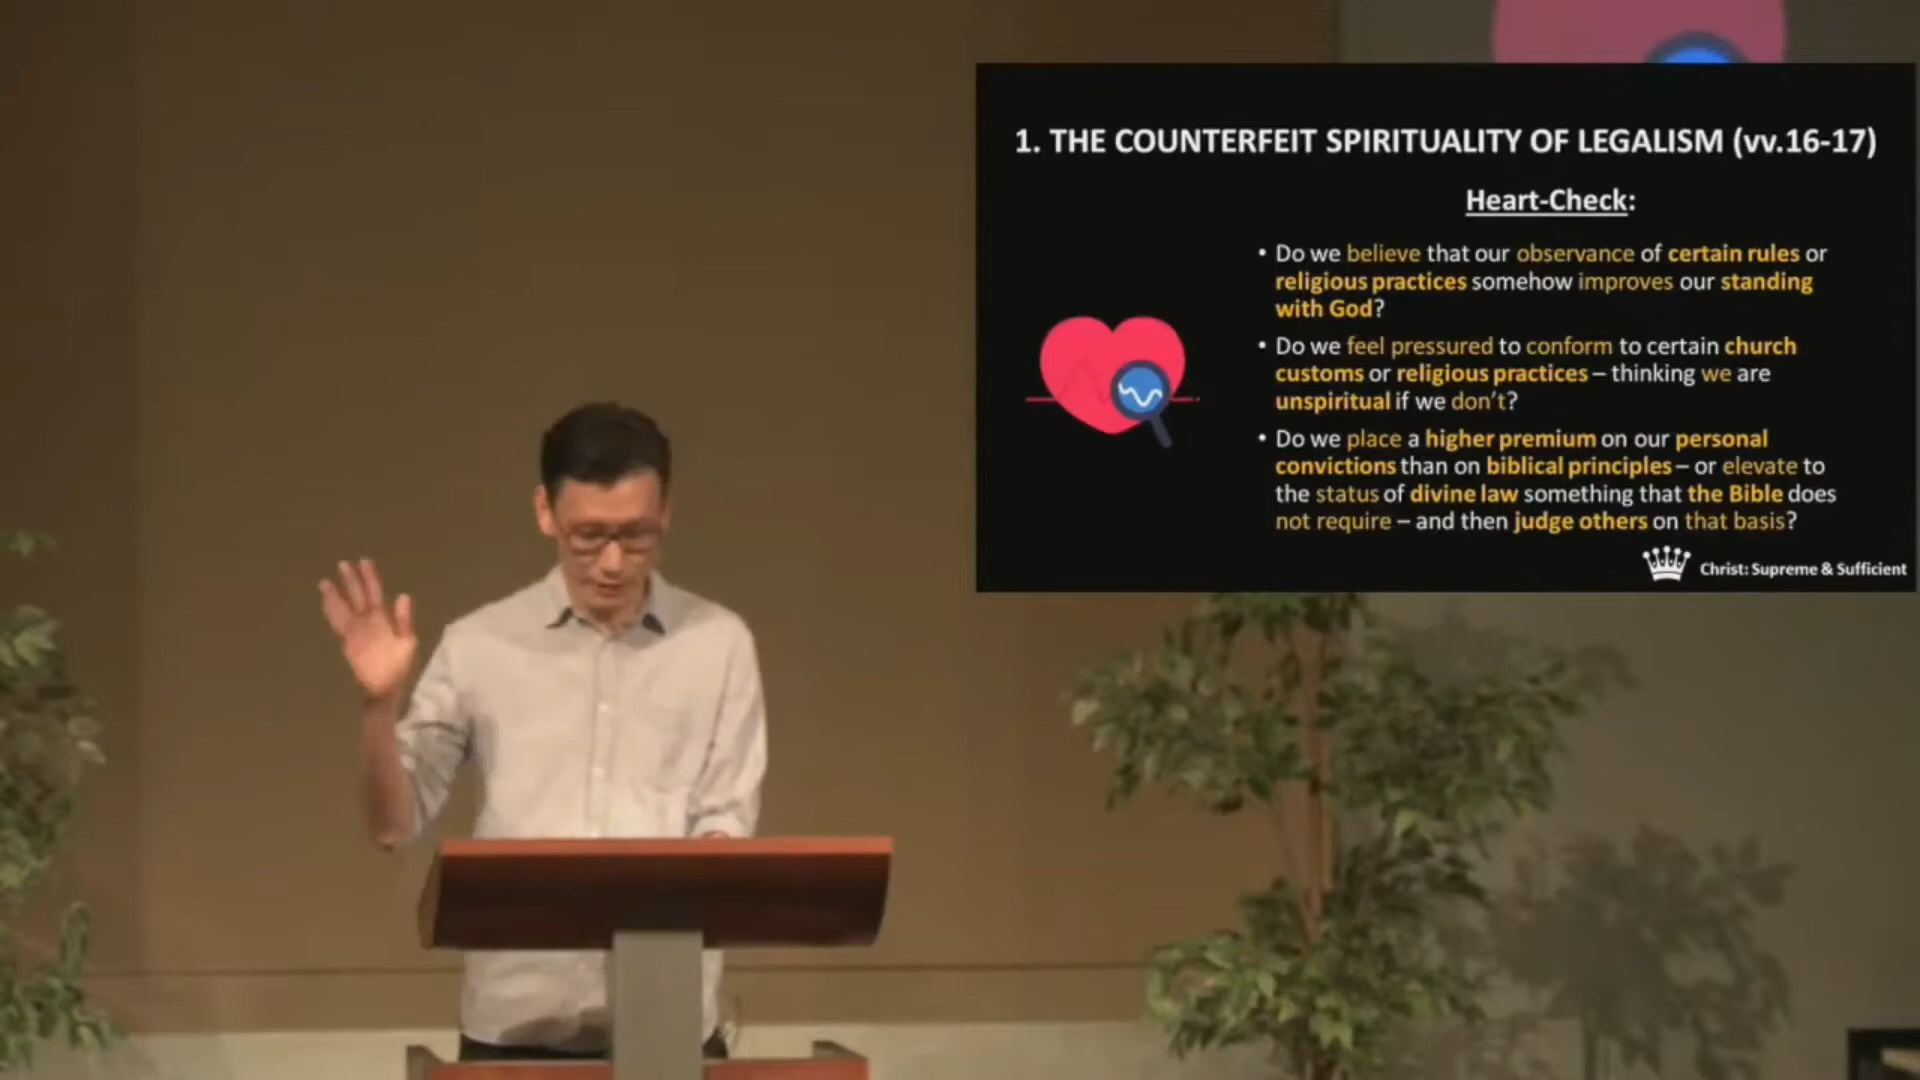 1. THE COUNTERFEIT SPIRITUALITY OF LEGALISM (vv.16-17)
Heart-Check:
• Do we believe that our observance of certain rules or
religious practices somehow improves our standing
with God?
• Do we feel pressured to conform to certain church
customs or religious practices – thinking we are
unspiritual if we don't?
• Do we place a higher premium on our personal
convictions than on biblical principles – or elevate to
the status of divine law something that the Bible does
not require – and then judge others on that basis?
Christ: Supreme & Sufficient